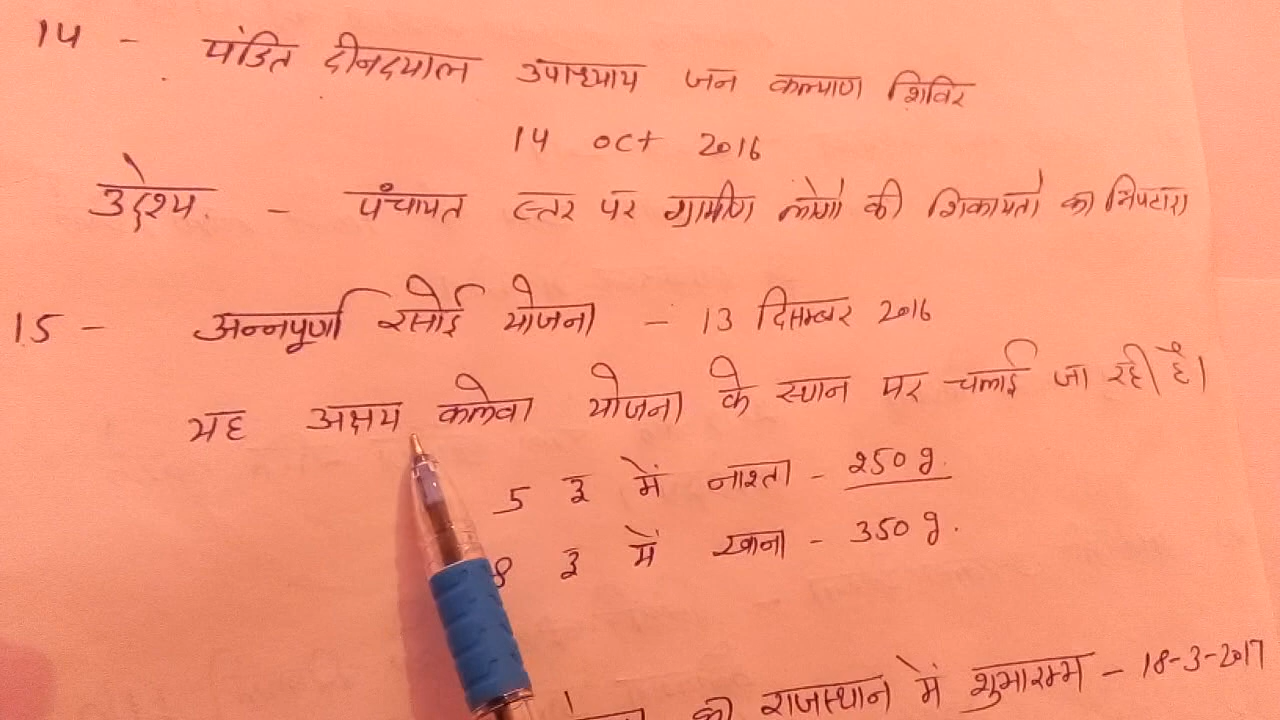 14 - पंडित दीनदयाल उपाध्याय जन कल्याण शिविर
14 oct 2016
उद्देश्य. - पंचायत स्तर पर ग्रामीण लोगो की शिकायतो का निपटारा
15 - अन्नपूर्णा रसोई योजना - 13 दिसम्बर 2016
यह अक्षय कलेवा योजना के स्थान पर चलाई जा रही है।
5 रू में नाश्ता - 250 g.
8 रू में खाना - 350 g.
की राजस्थान में शुभारम्भ - 18-3-2017